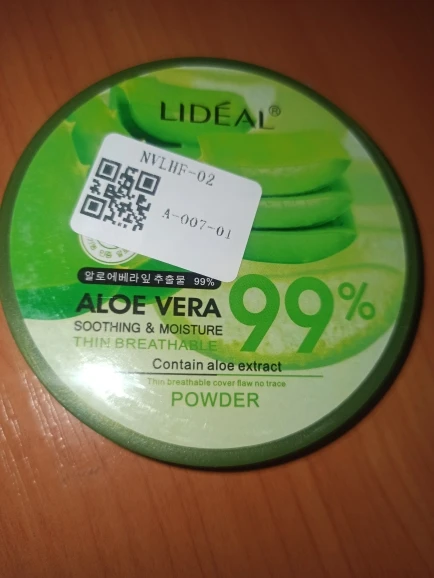 LIDÉAL®
NVLHF-02
A-007-01
알로에베라잎 추출물 99%
ALOE VERA
SOOTHING & MOISTURE
THIN BREATHABLE
99%
Contain aloe extract
Thin breathable cover flaw no trace
POWDER